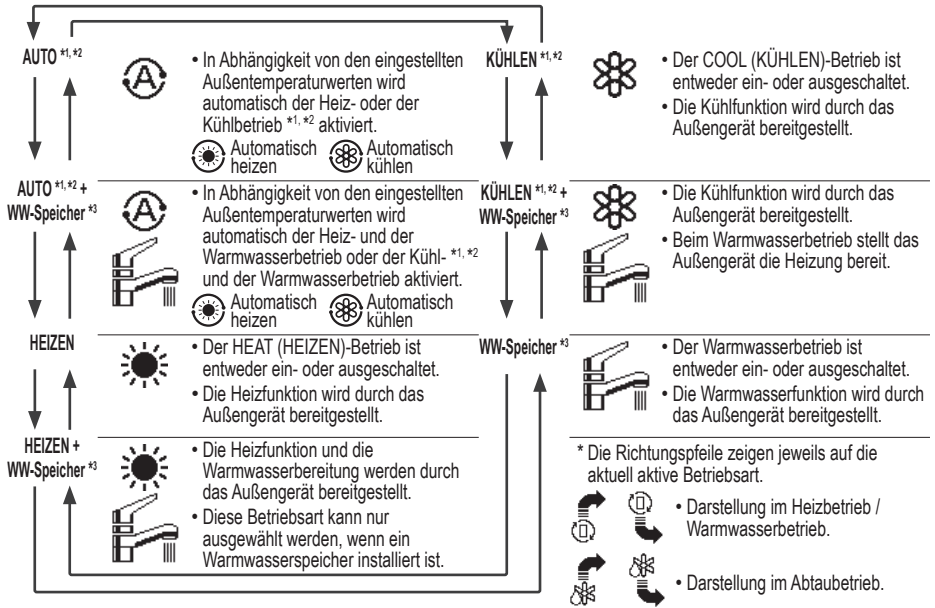 AUTO *1, *2
• In Abhängigkeit von den eingestellten
Außentemperaturwerten wird
automatisch der Heiz- oder der
Kühlbetrieb *1, *2 aktiviert.
Automatisch
heizen
Automatisch
kühlen
AUTO *1, *2 +
WW-Speicher *3
• In Abhängigkeit von den eingestellten
Außentemperaturwerten wird
automatisch der Heiz- und der
Warmwasserbetrieb oder der Kühl- *1, *2
und der Warmwasserbetrieb aktiviert.
Automatisch
heizen
Automatisch
kühlen
HEIZEN
• Der HEAT (HEIZEN)-Betrieb ist
entweder ein- oder ausgeschaltet.
• Die Heizfunktion wird durch das
Außengerät bereitgestellt.
HEIZEN +
WW-Speicher *3
• Die Heizfunktion und die
Warmwasserbereitung werden durch
das Außengerät bereitgestellt.
• Diese Betriebsart kann nur
ausgewählt werden, wenn ein
Warmwasserspeicher installiert ist.
KÜHLEN *1, *2
• Der COOL (KÜHLEN)-Betrieb ist
entweder ein- oder ausgeschaltet.
• Die Kühlfunktion wird durch das
Außengerät bereitgestellt.
KÜHLEN *1, *2 +
WW-Speicher *3
• Die Kühlfunktion wird durch das
Außengerät bereitgestellt.
• Beim Warmwasserbetrieb stellt das
Außengerät die Heizung bereit.
WW-Speicher *3
• Der Warmwasserbetrieb ist
entweder ein- oder ausgeschaltet.
• Die Warmwasserfunktion wird durch
das Außengerät bereitgestellt.
* Die Richtungspfeile zeigen jeweils auf die
aktuell aktive Betriebsart.
• Darstellung im Heizbetrieb /
Warmwasserbetrieb.
• Darstellung im Abtaubetrieb.